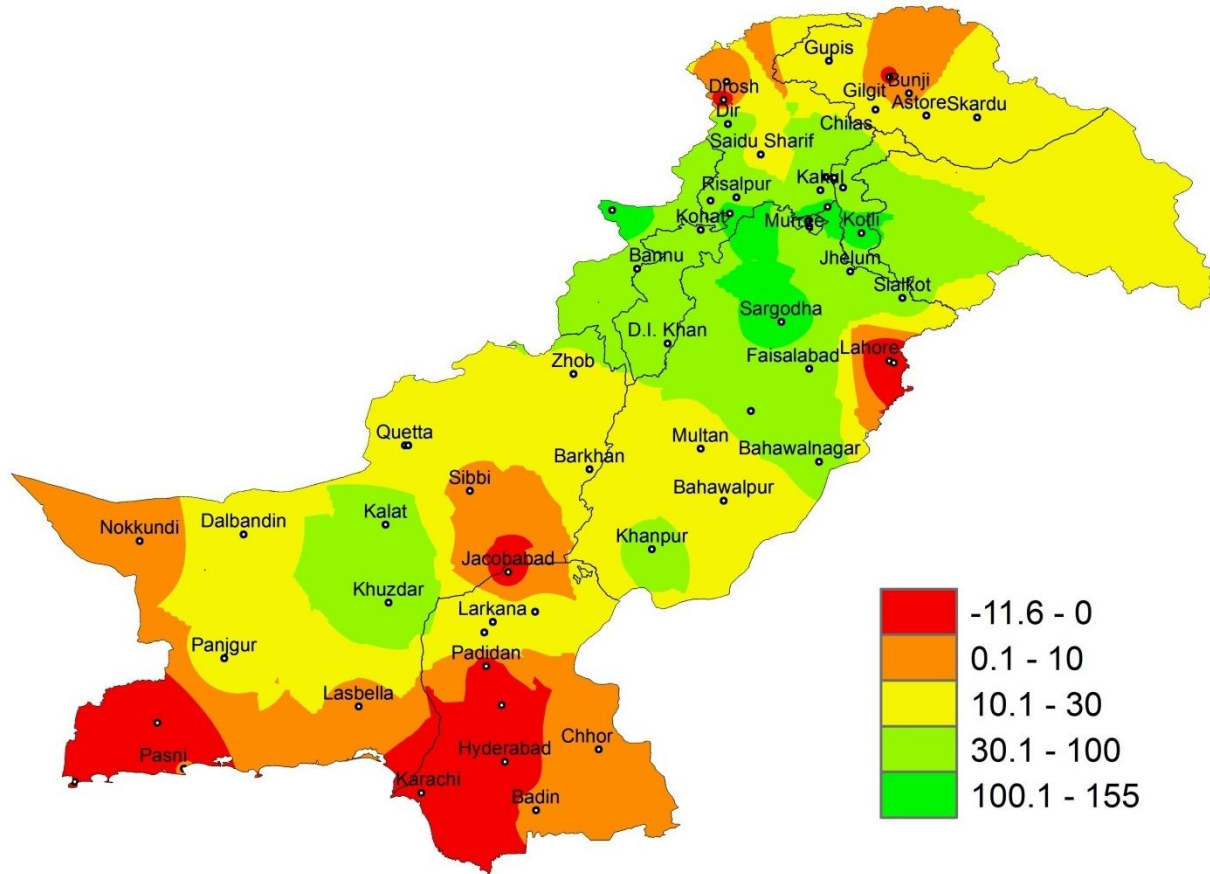 Gupis
Bunji
Drosh
Gilgit
Astore
Skardu
Dir
Chilas
Saidu Sharif
Kakul
Risalpur
Kohat
Murree
Kotli
Bannu
Jhelum
Sialkot
Sargodha
D.I. Khan
Lahore
Zhob
Faisalabad
Quetta
Multan
Bahawalnagar
Barkhan
Sibbi
Bahawalpur
Nokkundi
Dalbandin
Kalat
Khanpur
Jacobabad
Khuzdar
Larkana
Panjgur
Padidan
Lasbella
Pasni
Hyderabad
Chhor
Karachi
Badin
-11.6 - 0
0.1 - 10
10.1 - 30
30.1 - 100
100.1 - 155